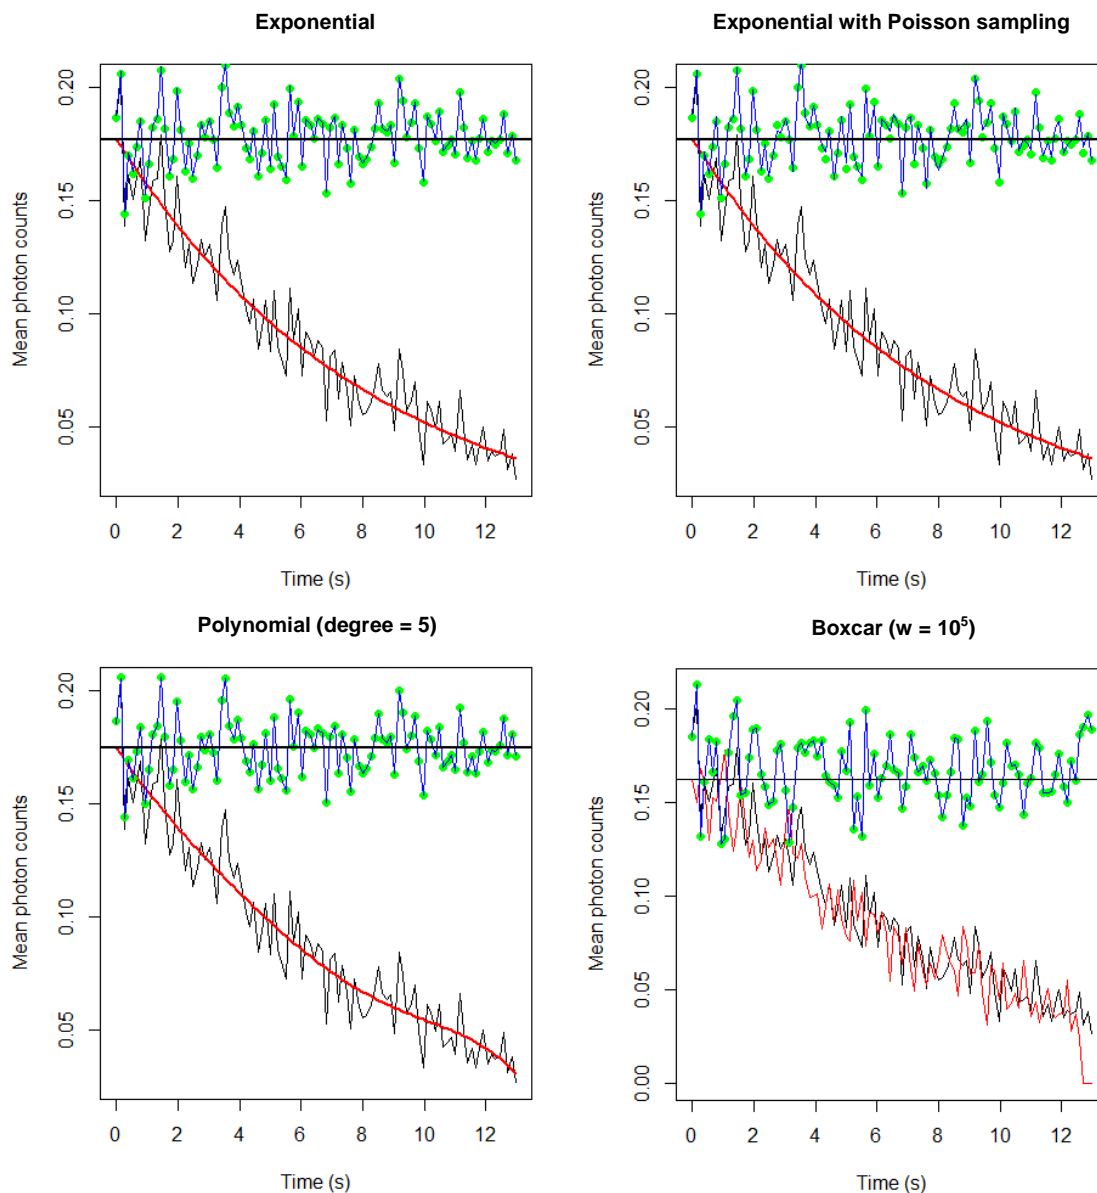 Exponential
Mean photon counts
0.20
0.15
0.10
0.05
0 2 4 6 8 10 12
Time (s)
Exponential with Poisson sampling
Mean photon counts
0.20
0.15
0.10
0.05
0 2 4 6 8 10 12
Time (s)
Polynomial (degree = 5)
Mean photon counts
0.20
0.15
0.10
0.05
0 2 4 6 8 10 12
Time (s)
Boxcar (w = 10⁵)
Mean photon counts
0.20
0.15
0.10
0.05
0.00
0 2 4 6 8 10 12
Time (s)